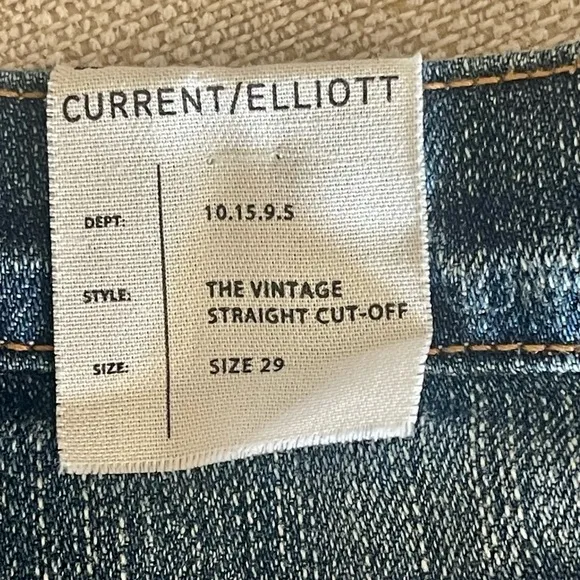 CURRENT/ELLIOTT
DEPT: 10.15.9.5
STYLE: THE VINTAGE
STRAIGHT CUT-OFF
SIZE: SIZE 29